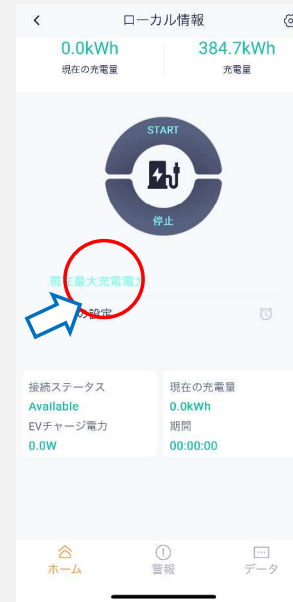 ローカル情報
0.0kWh 384.7kWh
現在の充電量 充電量
START
停止
現在最大充電電力
の設定
接続ステータス 現在の充電量
Available 0.0kWh
EVチャージ電力 期間
0.0W 00:00:00
ホーム 警報 データ